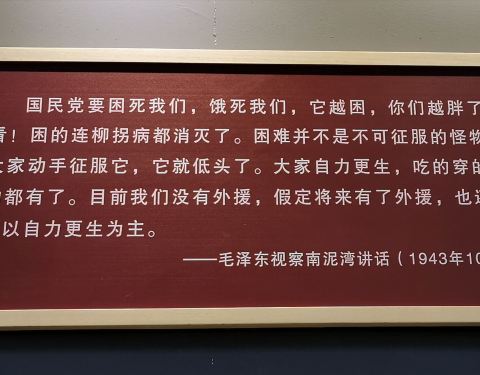 国民党要困死我们，饿死我们，它越困，你们越胖了
看！困的连柳拐病都消灭了。困难并不是不可征服的怪物
大家动手征服它，它就低头了。大家自力更生，吃的穿的
都有了。目前我们没有外援，假定将来有了外援，也
以自力更生为主。
——毛泽东视察南泥湾讲话（1943年10